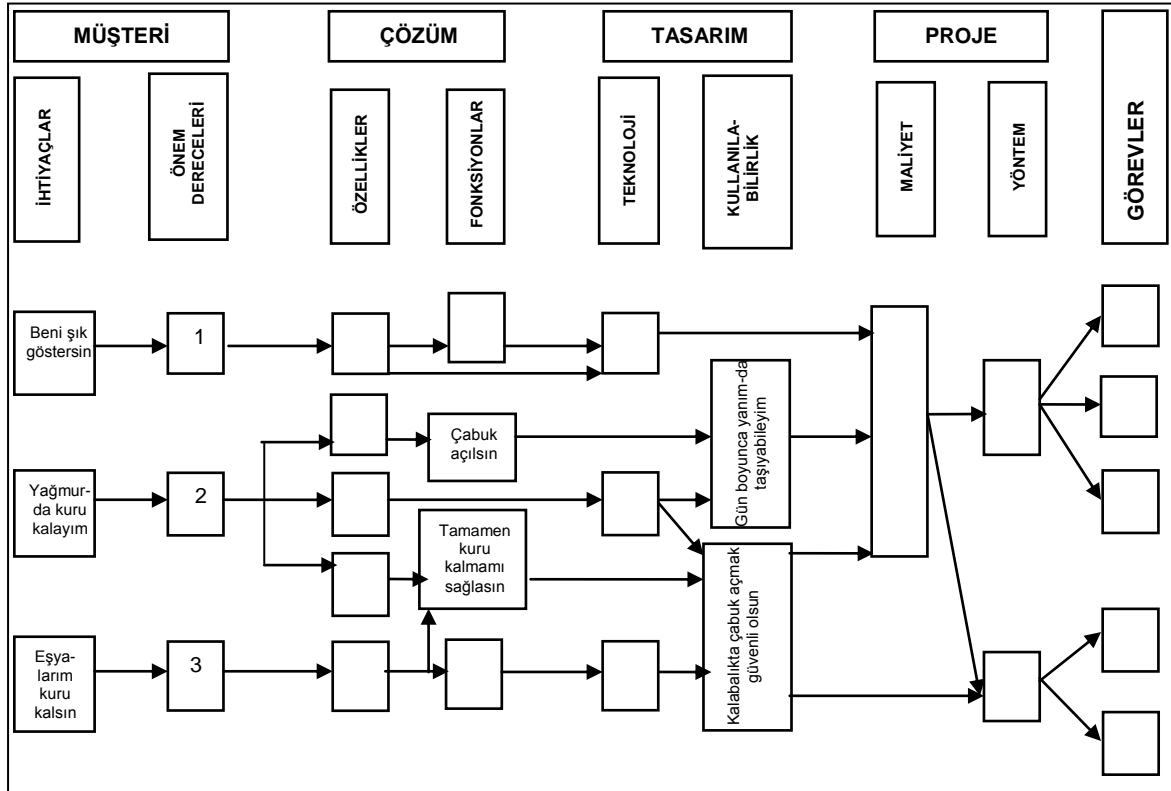 MÜŞTERİ
ÇÖZÜM
TASARIM
PROJE
İHTİYAÇLAR
ÖNEM
DERECELERİ
ÖZELLİKLER
FONKSİYONLAR
TEKNOLOJİ
KULLANILA-
BİLİRLİK
MALİYET
YÖNTEM
GÖREVLER
Beni şık
göstersin
1
Çabuk
açılsın
Gün boyunca yanım-da
taşıyabileyim
Yağmur-
da kuru
kalayım
2
Tamamen
kuru
kalmamı
sağlasın
Kalabalıkta çabuk açmak
güvenli olsun
Eşya-
larım
kuru
kalsın
3